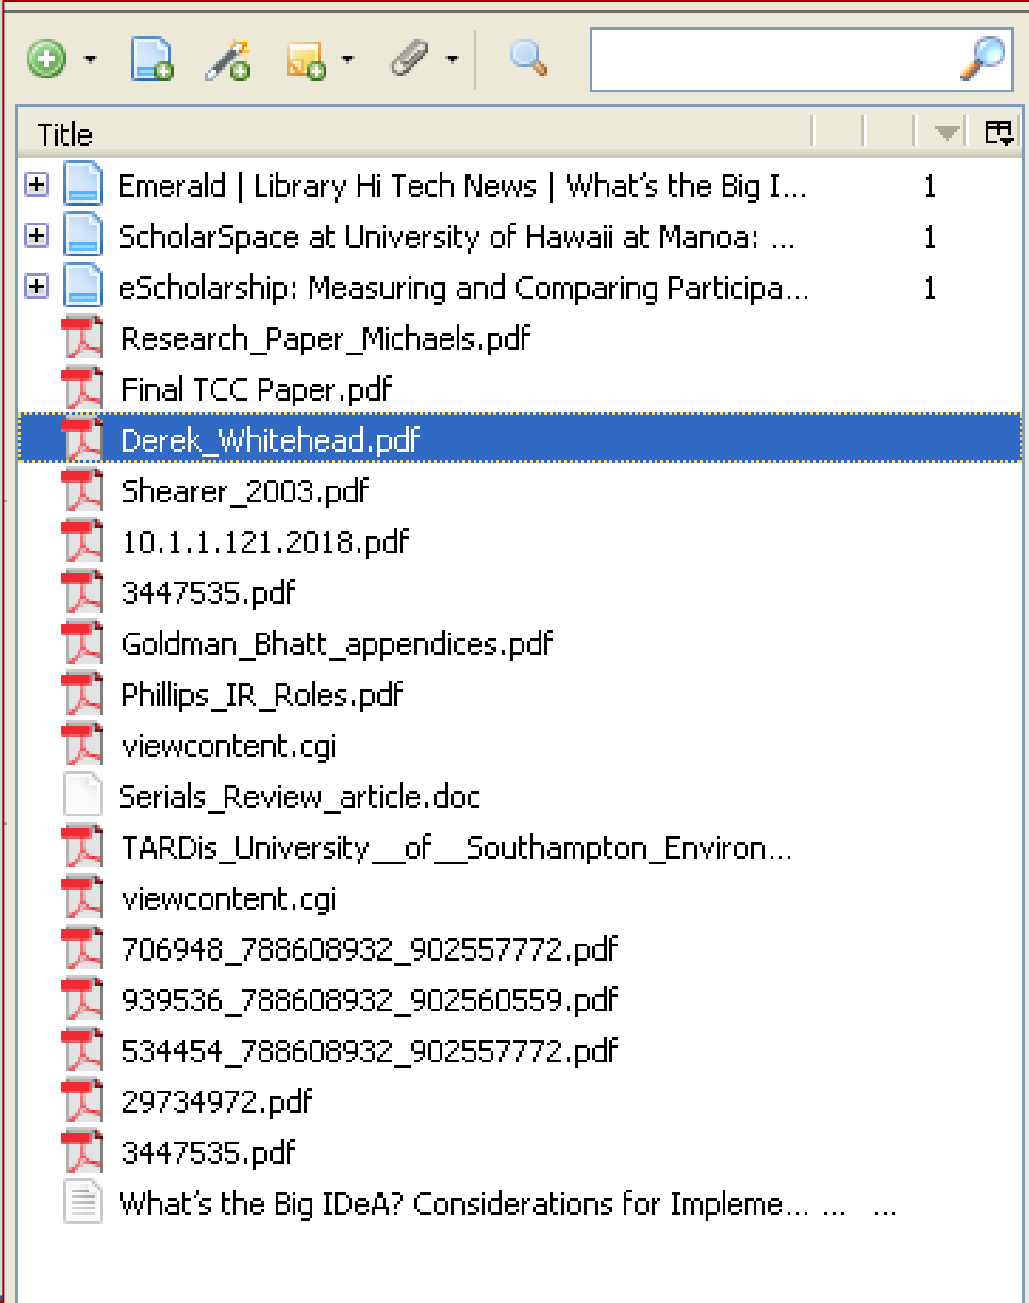 Title
Emerald | Library Hi Tech News | What's the Big I... 1
ScholarSpace at University of Hawaii at Manoa: ... 1
eScholarship: Measuring and Comparing Participa... 1
Research_Paper_Michaels.pdf
Final TCC Paper.pdf
Derek_Whitehead.pdf
Shearer_2003.pdf
10.1.1.121.2018.pdf
3447535.pdf
Goldman_Bhatt_appendices.pdf
Phillips_IR_Roles.pdf
viewcontent.cgi
Serials_Review_article.doc
TARDis_University__of__Southampton_Environ...
viewcontent.cgi
706948_788608932_902557772.pdf
939536_788608932_902560559.pdf
534454_788608932_902557772.pdf
29734972.pdf
3447535.pdf
What's the Big IDeA? Considerations for Impleme... ... ...